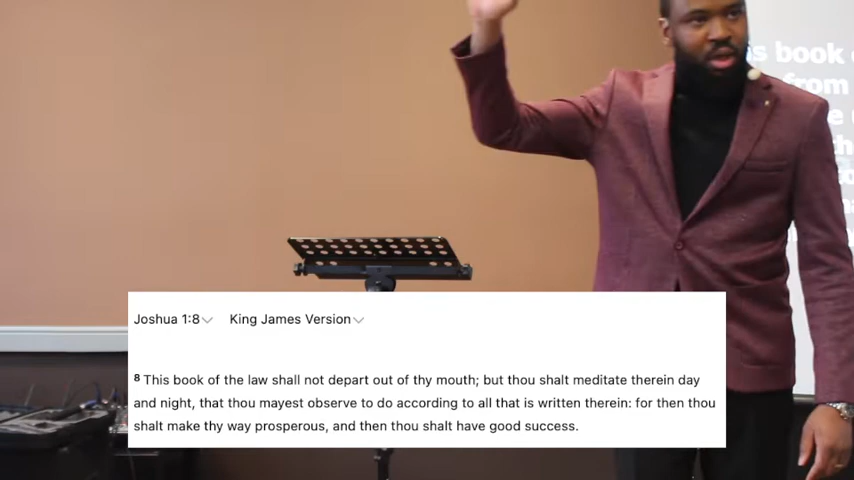 Joshua 1:8 King James Version
8 This book of the law shall not depart out of thy mouth; but thou shalt meditate therein day
and night, that thou mayest observe to do according to all that is written therein: for then thou
shalt make thy way prosperous, and then thou shalt have good success.
book
from